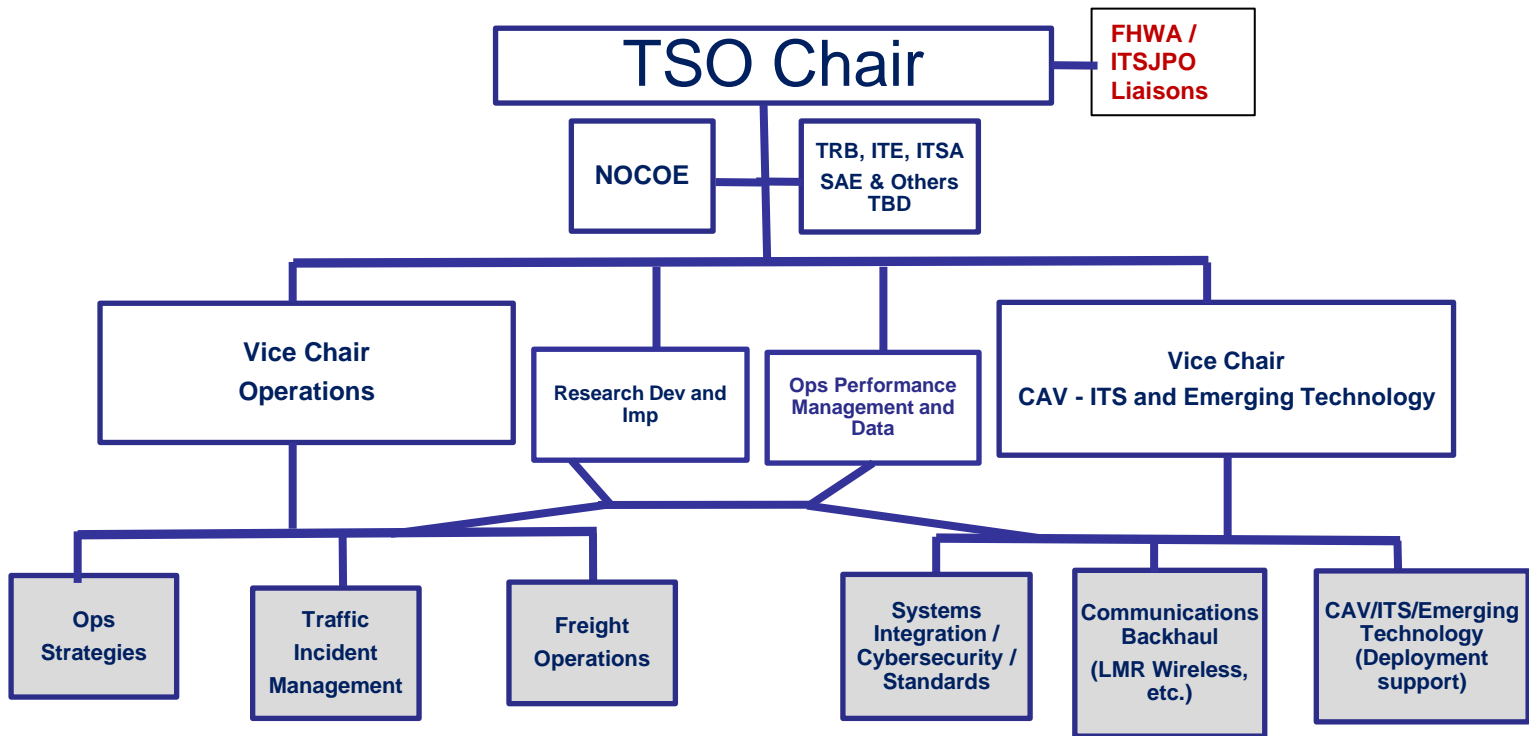 TSO Chair
FHWA /
ITSJPO
Liaisons
NOCOE
TRB, ITE, ITSA
SAE & Others
TBD
Vice Chair
Operations
Research Dev and
Imp
Ops Performance
Management and
Data
Vice Chair
CAV - ITS and Emerging Technology
Ops
Strategies
Traffic
Incident
Management
Freight
Operations
Systems
Integration /
Cybersecurity /
Standards
Communications
Backhaul
(LMR Wireless,
etc.)
CAV/ITS/Emerging
Technology
(Deployment
support)